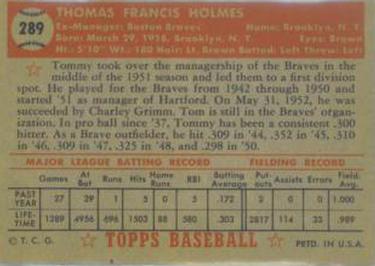 289
THOMAS FRANCIS HOLMES
Ex-Manager: Boston Braves Home: Brooklyn, N. Y.
Born: March 29, 1918, Brooklyn, N. Y. Eyes: Brown
Ht: 5'10" Wt: 180 Hair: Lt. Brown Batted: Left Threw: Left
Tommy took over the managership of the Braves in the
middle of the 1951 season and led them to a first division
spot. He played for the Braves from 1942 through 1950 and
started '51 as manager of Hartford. On May 31, 1952, he
was succeeded by Charley Grimm. Tom is still in the Braves' organ-
ization. In pro ball since '37, Tommy has been a consistent .300
hitter. As a Brave outfielder, he hit .309 in '44, .352 in '45, .310
in '46, .309 in '47, .325 in '48, and .298 in '50.
MAJOR LEAGUE BATTING RECORD FIELDING RECORD
Games At Bat Runs Hits Home Runs RBI Batting Average Put-outs Assists Errors Field. Avg.
PAST YEAR 27 29 1 5 0 5 .172 2 0 0 1.000
LIFE-TIME 1289 4956 696 1503 88 580 .303 2817 114 33 .989
© T. C. G. TOPPS BASEBALL PRTD. IN U.S.A.